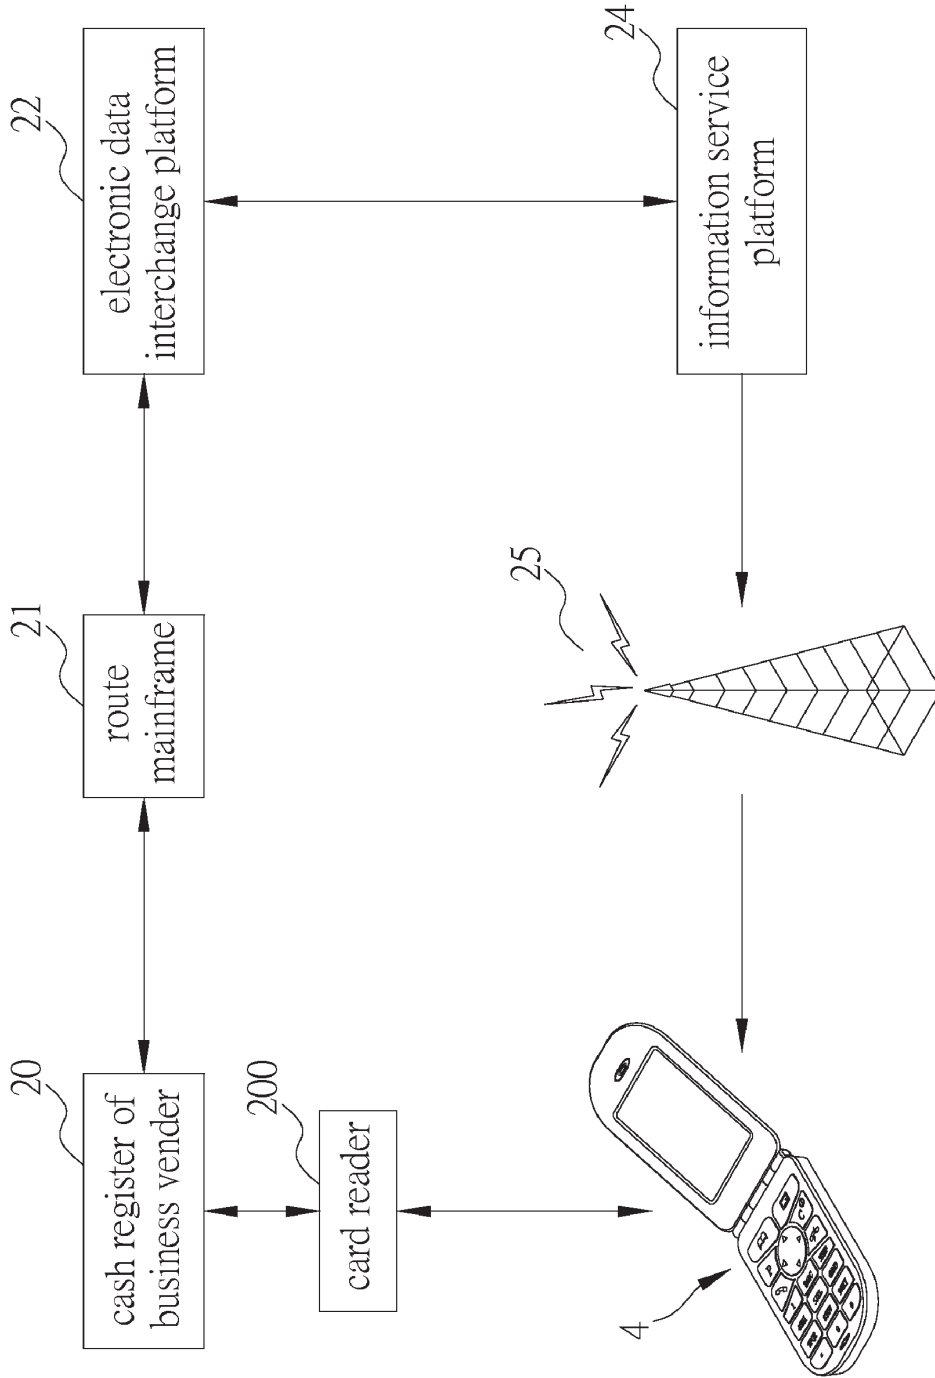 20
cash register of
business vender
21
route
mainframe
22
electronic data
interchange platform
200
card reader
4
25
24
information service
platform